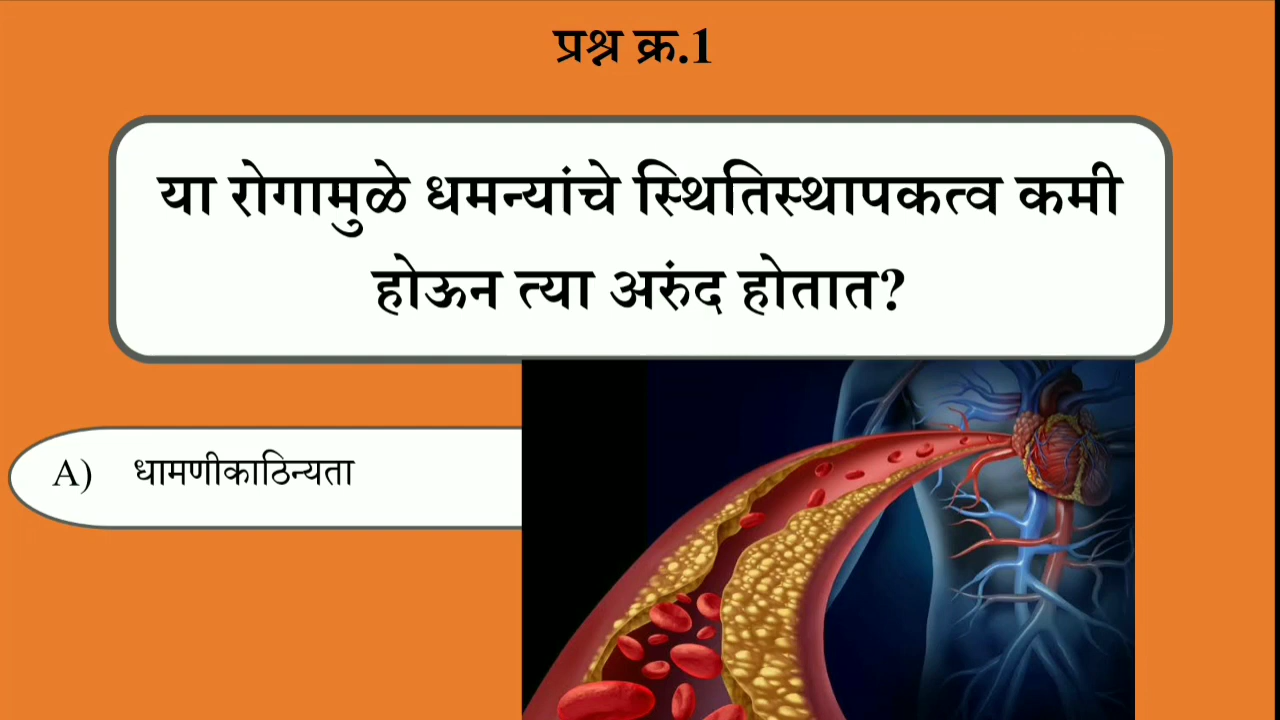 प्रश्न क्र.1
या रोगामुळे धमन्यांचे स्थितिस्थापकत्व कमी
होऊन त्या अरुंद होतात?
A) धामणीकाठिन्यता